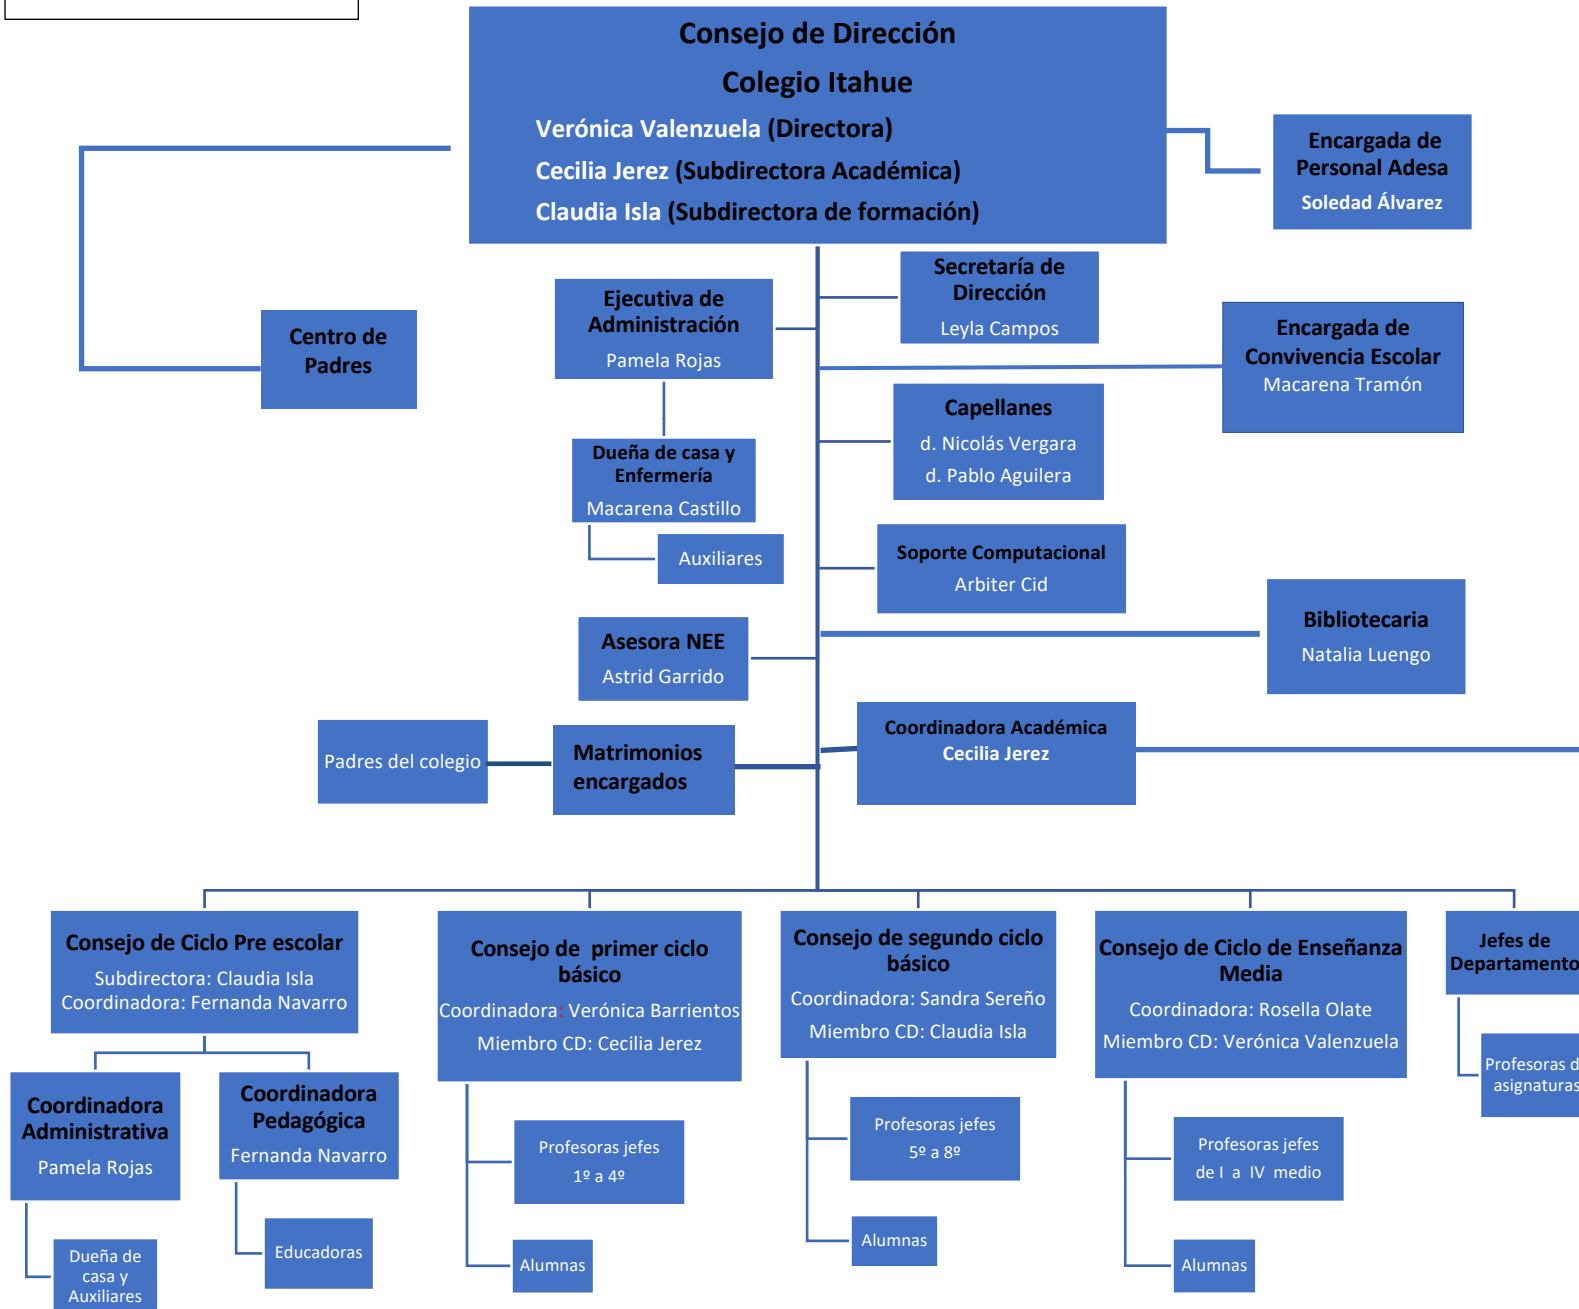 Consejo de Dirección
Colegio Itahue
Verónica Valenzuela (Directora)
Cecilia Jerez (Subdirectora Académica)
Claudia Isla (Subdirectora de formación)
Encargada de
Personal Adesa
Soledad Álvarez
Secretaría de
Dirección
Leyla Campos
Ejecutiva de
Administración
Pamela Rojas
Centro de
Padres
Encargada de
Convivencia Escolar
Macarena Tramón
Capellanes
d. Nicolás Vergara
d. Pablo Aguilera
Dueña de casa y
Enfermería
Macarena Castillo
Auxiliares
Soporte Computacional
Arbiter Cid
Bibliotecaria
Natalia Luengo
Asesora NEE
Astrid Garrido
Padres del colegio
Matrimonios
encargados
Coordinadora Académica
Cecilia Jerez
Consejo de Ciclo Pre escolar
Subdirectora: Claudia Isla
Coordinadora: Fernanda Navarro
Consejo de primer ciclo
básico
Coordinadora: Verónica Barrientos
Miembro CD: Cecilia Jerez
Consejo de segundo ciclo
básico
Coordinadora: Sandra Sereño
Miembro CD: Claudia Isla
Consejo de Ciclo de Enseñanza
Media
Coordinadora: Rosella Olate
Miembro CD: Verónica Valenzuela
Jefes de
Departamento
Coordinadora
Administrativa
Pamela Rojas
Coordinadora
Pedagógica
Fernanda Navarro
Profesoras jefes
1º a 4º
Profesoras jefes
5º a 8º
Profesoras jefes
de I a IV medio
Profesoras d
asignaturas
Dueña de
casa y
Auxiliares
Educadoras
Alumnas
Alumnas
Alumnas